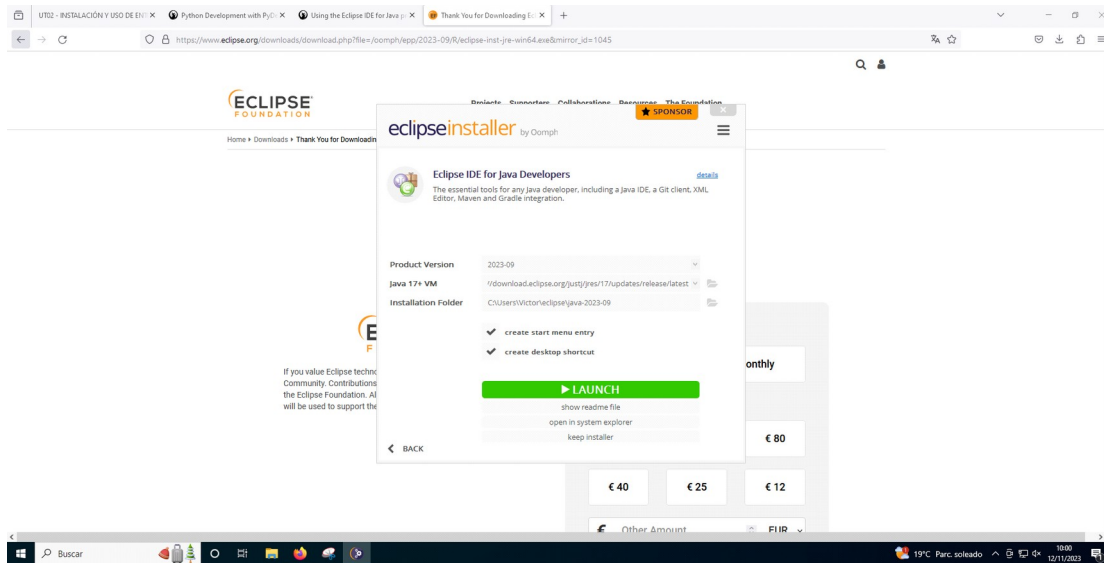 UT02 - INSTALACIÓN Y USO DE ENT
Python Development with PyD
Using the Eclipse IDE for Java p
Thank You for Downloading Ecl
https://www.eclipse.org/downloads/download.php?file=/oomph/epp/2023-09/R/eclipse-inst-jre-win64.exe&mirror_id=1045
ECLIPSE
FOUNDATION
Projects Supporters Collaborations Resources The Foundation
Home Downloads Thank You for Downloadin
SPONSOR
eclipseinstaller by Oomph
Eclipse IDE for Java Developers
details
The essential tools for any Java developer, including a Java IDE, a Git client, XML
Editor, Maven and Gradle integration.
Product Version 2023-09
Java 17+ VM //download.eclipse.org/justj/jres/17/updates/release/latest
Installation Folder C:\Users\Victor\eclipse\java-2023-09
create start menu entry
create desktop shortcut
LAUNCH
show readme file
open in system explorer
keep installer
BACK
E
F
If you value Eclipse techno
Community. Contributions
the Eclipse Foundation. Al
will be used to support the
onthly
€ 80
€ 40 € 25 € 12
€ Other Amount EUR
Buscar
19°C Parc. soleado
10:00
12/11/2023